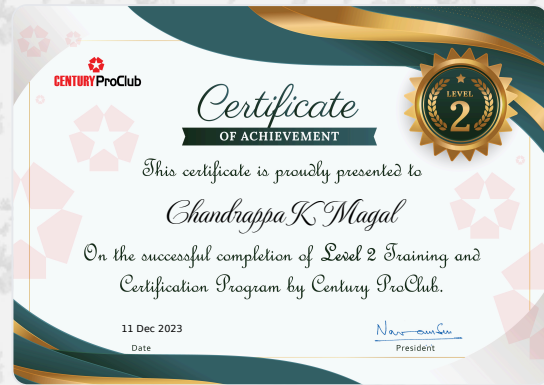 CENTURY ProClub
Certificate
OF ACHIEVEMENT
LEVEL
2
This certificate is proudly presented to
Chandrappa K Magal
On the successful completion of Level 2 Training and
Certification Program by Century ProClub.
11 Dec 2023
Date
President